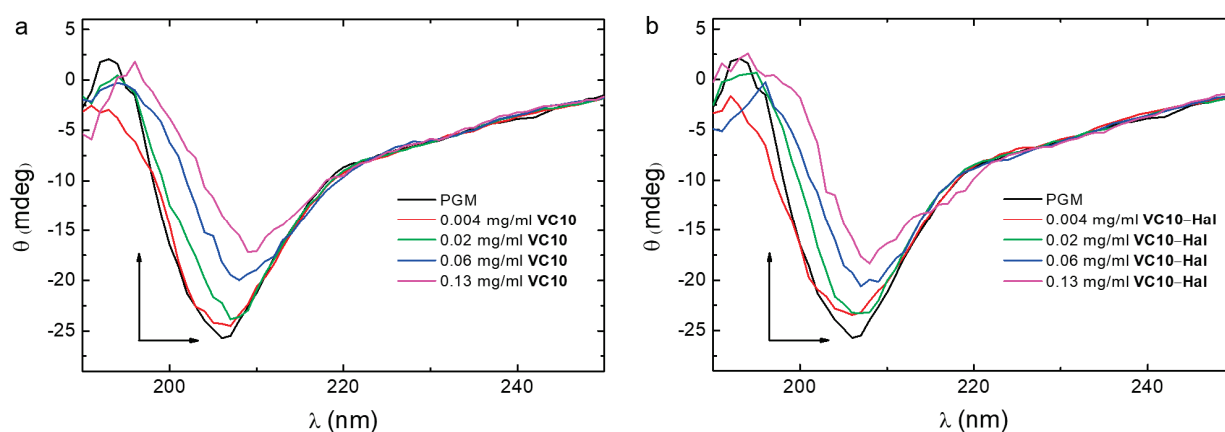 a
5
0
-5
-10
-15
-20
-25
θ (mdeg)
PGM
0.004 mg/ml VC10
0.02 mg/ml VC10
0.06 mg/ml VC10
0.13 mg/ml VC10
200
220
240
λ (nm)
b
5
0
-5
-10
-15
-20
-25
θ (mdeg)
PGM
0.004 mg/ml VC10–Hal
0.02 mg/ml VC10–Hal
0.06 mg/ml VC10–Hal
0.13 mg/ml VC10–Hal
200
220
240
λ (nm)